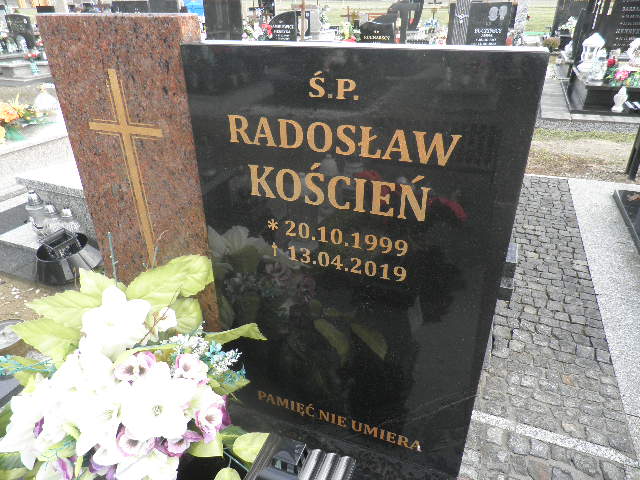 Ś.P.
RADOSŁAW
KOŚCIEŃ
* 20.10.1999
† 13.04.2019
PAMIĘĆ NIE UMIERA